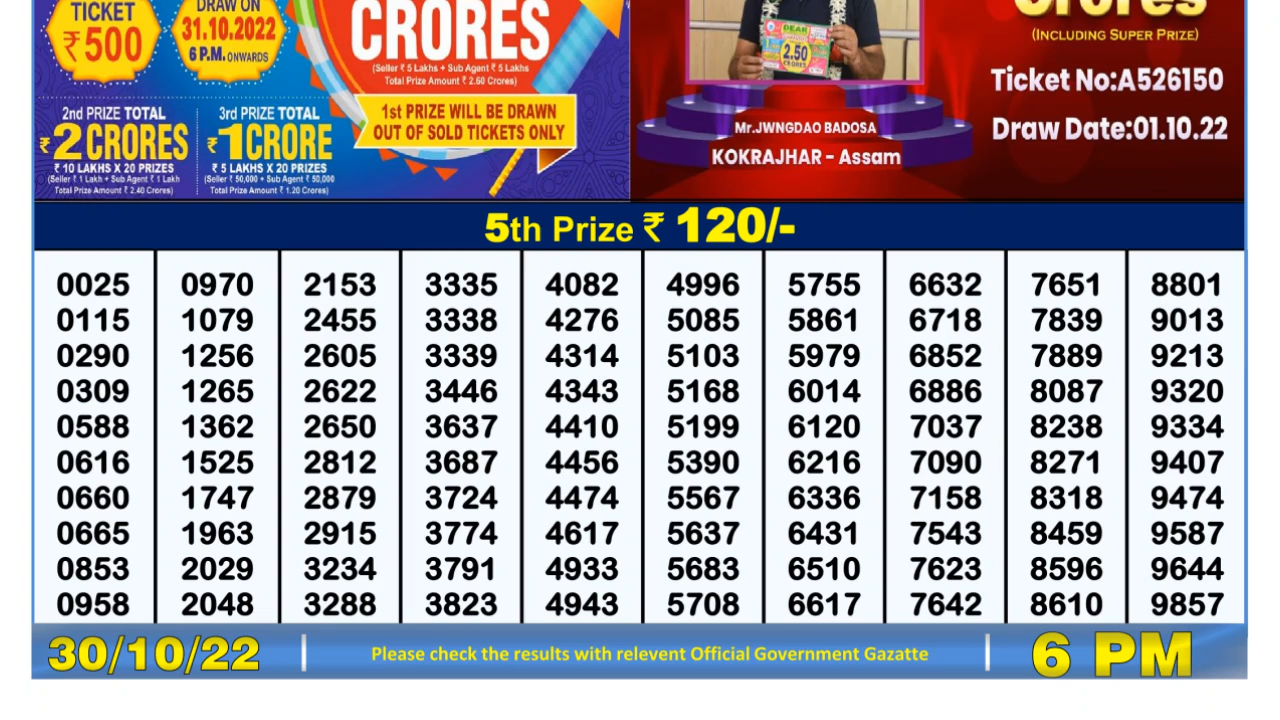 TICKET
₹500
DRAW ON
31.10.2022
6 P.M. ONWARDS
CRORES
(Seller ₹ 5 Lakhs + Sub Agent ₹ 5 Lakhs
Total Prize Amount ₹ 2.60 Crores)
1st PRIZE WILL BE DRAWN
OUT OF SOLD TICKETS ONLY
2nd PRIZE TOTAL
₹2 CRORES
₹ 10 LAKHS X 20 PRIZES
(Seller ₹ 1 Lakh + Sub Agent ₹ 1 Lakh
Total Prize Amount ₹ 2.40 Crores)
3rd PRIZE TOTAL
₹1 CRORE
₹ 5 LAKHS X 20 PRIZES
(Seller ₹ 50,000 + Sub Agent ₹ 50,000
Total Prize Amount ₹ 1.20 Crores)
DEAR
2.50
CRORES
Mr.JWNGDAO BADOSA
KOKRAJHAR - Assam
Crores
(INCLUDING SUPER PRIZE)
Ticket No:A526150
Draw Date:01.10.22
5th Prize ₹ 120/-
0025 0970 2153 3335 4082 4996 5755 6632 7651 8801
0115 1079 2455 3338 4276 5085 5861 6718 7839 9013
0290 1256 2605 3339 4314 5103 5979 6852 7889 9213
0309 1265 2622 3446 4343 5168 6014 6886 8087 9320
0588 1362 2650 3637 4410 5199 6120 7037 8238 9334
0616 1525 2812 3687 4456 5390 6216 7090 8271 9407
0660 1747 2879 3724 4474 5567 6336 7158 8318 9474
0665 1963 2915 3774 4617 5637 6431 7543 8459 9587
0853 2029 3234 3791 4933 5683 6510 7623 8596 9644
0958 2048 3288 3823 4943 5708 6617 7642 8610 9857
30/10/22 | Please check the results with relevent Official Government Gazatte | 6 PM